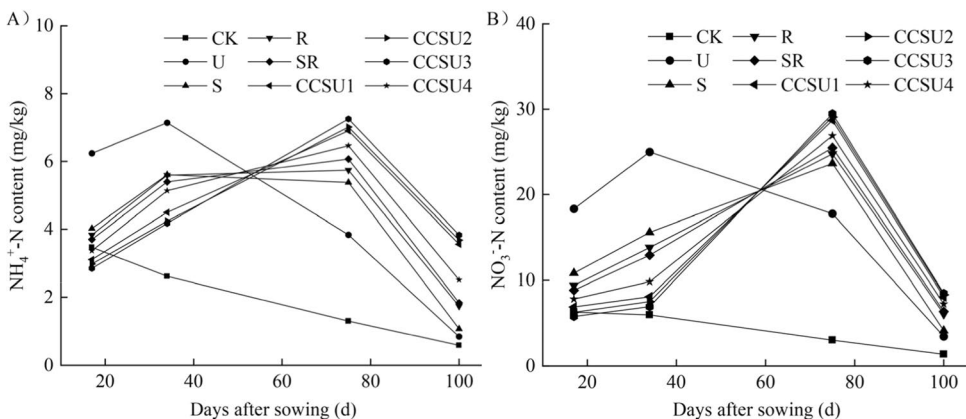 A)
CK R CCSU2
U SR CCSU3
S CCSU1 CCSU4
NH₄⁺-N content (mg/kg)
10
8
6
4
2
0
20 40 60 80 100
Days after sowing (d)
B)
CK R CCSU2
U SR CCSU3
S CCSU1 CCSU4
NO₃⁻-N content (mg/kg)
40
30
20
10
0
20 40 60 80 100
Days after sowing (d)